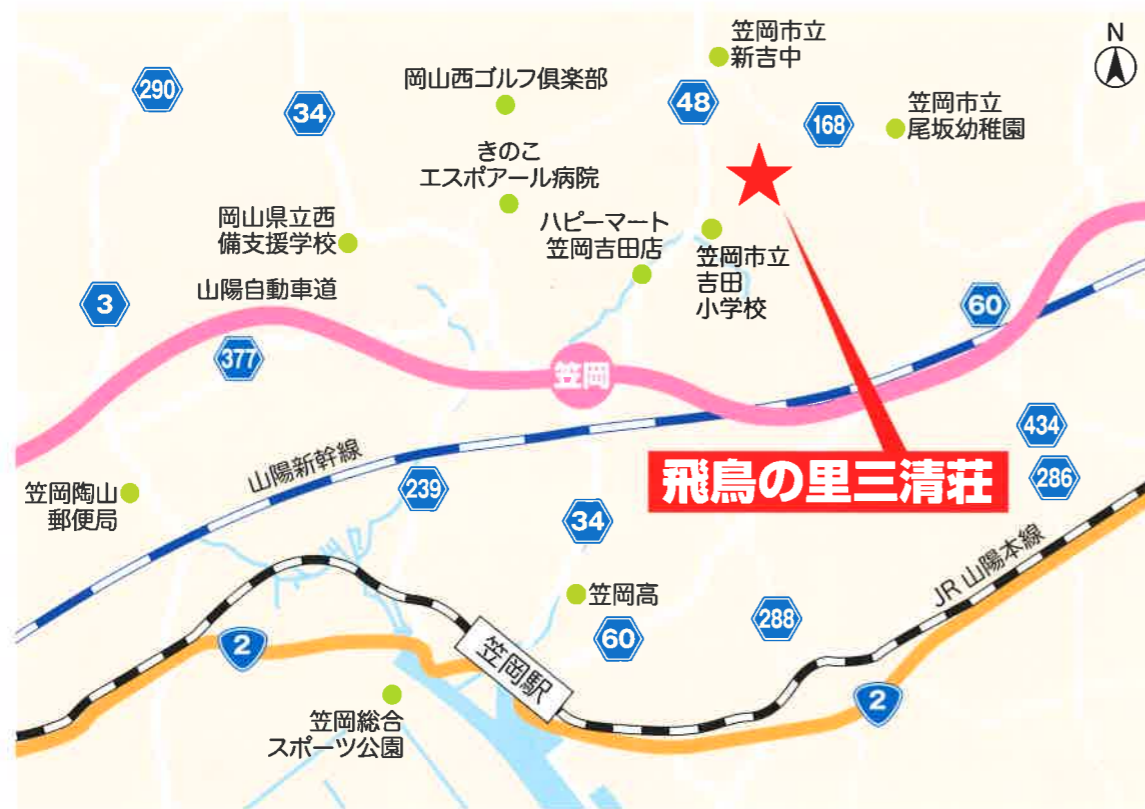 笠岡市立
新吉中
N
290
34
岡山西ゴルフ倶楽部
48
168
笠岡市立
尾坂幼稚園
きのこ
エスポアール病院
岡山県立西
備支援学校
ハピーマート
笠岡吉田店
笠岡市立
吉田
小学校
山陽自動車道
3
60
377
笠岡
434
山陽新幹線
飛鳥の里三清荘
286
笠岡陶山
郵便局
239
34
JR 山陽本線
笠岡高
60
288
2
笠岡駅
2
笠岡総合
スポーツ公園